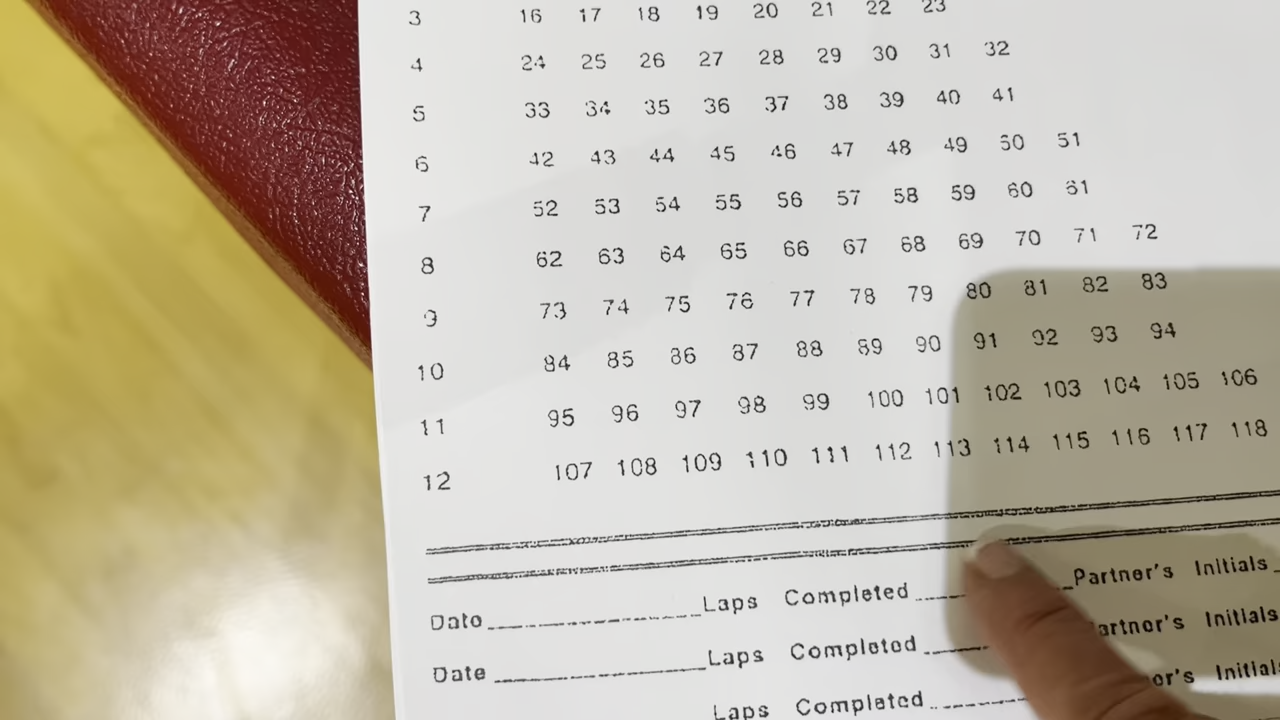 3 16 17 18 19 20 21 22 23
4 24 25 26 27 28 29 30 31 32
5 33 34 35 36 37 38 39 40 41
6 42 43 44 45 46 47 48 49 50 51
7 52 53 54 55 56 57 58 59 60 61
8 62 63 64 65 66 67 68 69 70 71 72
9 73 74 75 76 77 78 79 80 81 82 83
10 84 85 86 87 88 89 90 91 92 93 94
11 95 96 97 98 99 100 101 102 103 104 105 106
12 107 108 109 110 111 112 113 114 115 116 117 118
Date Laps Completed Partner's Initials
Date Laps Completed artner's Initials
Laps Completed or's Initials